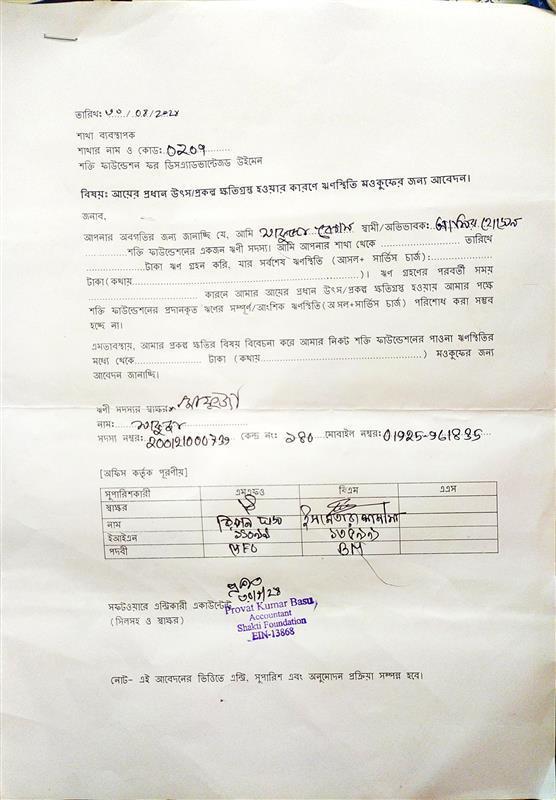 তারিখ: ৩০/০৪/২০২৪
শাখা ব্যবস্থাপক
শাখার নাম ও কোড: 0209
শক্তি ফাউন্ডেশন ফর ডিসএ্যাডভান্টেজড উইমেন
বিষয়: আয়ের প্রধান উৎস/প্রকল্প ক্ষতিগ্রস্থ হওয়ার কারণে ঋণস্থিতি মওকুফের জন্য আবেদন।
জনাব,
আপনার অবগতির জন্য জানাচ্ছি যে, আমি বেগম স্বামী/অভিভাবক: হোসেন
শক্তি ফাউন্ডেশনের একজন ঋণী সদস্য। আমি আপনার শাখা থেকে ........................ তারিখে
....................টাকা ঋণ গ্রহন করি, যার সর্বশেষ ঋণস্থিতি (আসল+ সার্ভিস চার্জ):....................
টাকা(কথায়............................................................)। ঋণ গ্রহণের পরবর্তী সময়
........................................ কারনে আমার আয়ের প্রধান উৎস/প্রকল্প ক্ষতিগ্রস্থ হওয়ায় আমার পক্ষে
শক্তি ফাউন্ডেশনের প্রদানকৃত ঋণের সম্পূর্ণ/আংশিক ঋণস্থিতি(আসল+সার্ভিস চার্জ) পরিশোধ করা সম্ভব
হচ্ছে না।
এমতাবস্থায়, আমার প্রকল্প ক্ষতির বিষয় বিবেচনা করে আমার নিকট শক্তি ফাউন্ডেশনের পাওনা ঋণস্থিতির
মধ্যে থেকে.................... টাকা (কথায়..................................................) মওকুফের জন্য
আবেদন জানাচ্ছি।
ঋণী সদস্যর স্বাক্ষর:
নাম:
সদস্য নম্বর: কেন্দ্র নং: ১৪০ মোবাইল নম্বর: 01925-961835
[অফিস কর্তৃক পূরণীয়]
সুপারিশকারী এমএফও বিএম এএম
স্বাক্ষর
নাম
ইআইএন
পদবী MFO BM
সফটওয়ারে এন্ট্রিকারী একাউন্টেন্ট
(সিলসহ ও স্বাক্ষর)
Provat Kumar Basu
Accountant
Shakti Foundation
EIN-13868
নোট- এই আবেদনের ভিত্তিতে এন্ট্রি, সুপারিশ এবং অনুমোদন প্রক্রিয়া সম্পন্ন হবে।